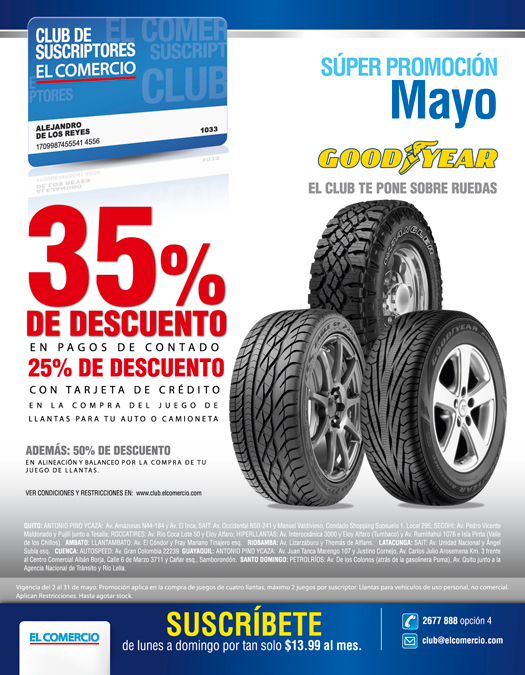 CLUB DE
SUSCRIPTORES
EL COMERCIO
ALEJANDRO
DE LOS REYES
1033
1709987455541 4556
SÚPER PROMOCIÓN
Mayo
GOODYEAR
EL CLUB TE PONE SOBRE RUEDAS
35%
DE DESCUENTO
EN PAGOS DE CONTADO
25% DE DESCUENTO
CON TARJETA DE CRÉDITO
EN LA COMPRA DEL JUEGO DE
LLANTAS PARA TU AUTO O CAMIONETA
ADEMÁS: 50% DE DESCUENTO
EN ALINEACIÓN Y BALANCEO POR LA COMPRA DE TU
JUEGO DE LLANTAS.
VER CONDICIONES Y RESTRICCIONES EN: www.club.elcomercio.com
QUITO: ANTONIO PINO YCAZA: Av. Amazonas N44-184 y Av. El Inca, SAIT: Av. Occidental N50-241 y Manuel Valdivieso, Condado Shopping Subsuelo 1. Local 285; SECOHI: Av. Pedro Vicente
Maldonado y Pujilí junto a Tesalia; ROCCATIRES: Av. Río Coca Lote 50 y Eloy Alfaro; HIPERLLANTAS: Av. Interoceánica 3000 y Eloy Alfaro (Tumbaco) y Av. Rumiñahui 1076 e Isla Pinta (Valle
de los Chillos). AMBATO: LLANTAMBATO: Av. El Cóndor y Fray Mariano Tinajero esq. RIOBAMBA: Av. Lizarzaburu y Thomás de Alfans. LATACUNGA: SAIT: Av. Unidad Nacional y Angel
Subía esq. CUENCA: AUTOSPEED: Av. Gran Colombia 22239 GUAYAQUIL: ANTONIO PINO YCAZA: Av. Juan Tanca Marengo 107 y Justino Cornejo, Av. Carlos Julio Arosemena Km. 3 frente
al Centro Comercial Albán Borja, Calle 6 de Marzo 3711 y Cañar esq., Samborondón. SANTO DOMINGO: PETROLRÍOS: Av. De los Colonos (atrás de la gasolinera Puma), Av. Quito junto a la
Agencia Nacional de Tránsito y Río Lelia.
Vigencia del 2 al 31 de mayo. Promoción aplica en la compra de juegos de cuatro llantas, máximo 2 juegos por suscriptor. Llantas para vehículos de uso personal, no comercial.
Aplican Restricciones. Hasta agotar stock.
EL COMERCIO
SUSCRÍBETE
de lunes a domingo por tan solo $13.99 al mes.
2677 888 opción 4
club@elcomercio.com